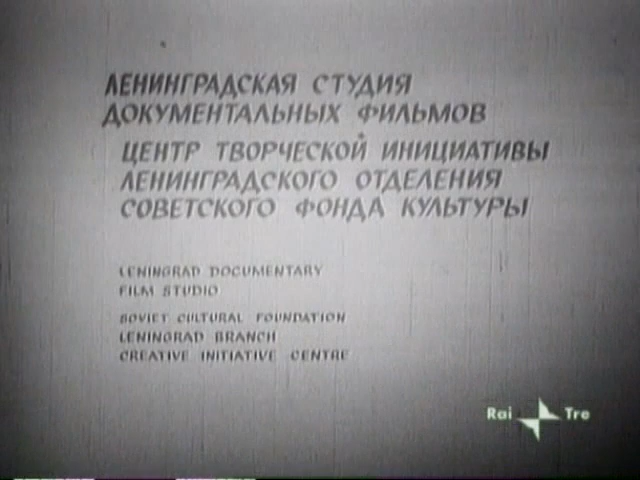 ЛЕНИНГРАДСКАЯ СТУДИЯ
ДОКУМЕНТАЛЬНЫХ ФИЛЬМОВ
ЦЕНТР ТВОРЧЕСКОЙ ИНИЦИАТИВЫ
ЛЕНИНГРАДСКОГО ОТДЕЛЕНИЯ
СОВЕТСКОГО ФОНДА КУЛЬТУРЫ
LENINGRAD DOCUMENTARY
FILM STUDIO
SOVIET CULTURAL FOUNDATION
LENINGRAD BRANCH
CREATIVE INITIATIVE CENTRE
Rai Tre